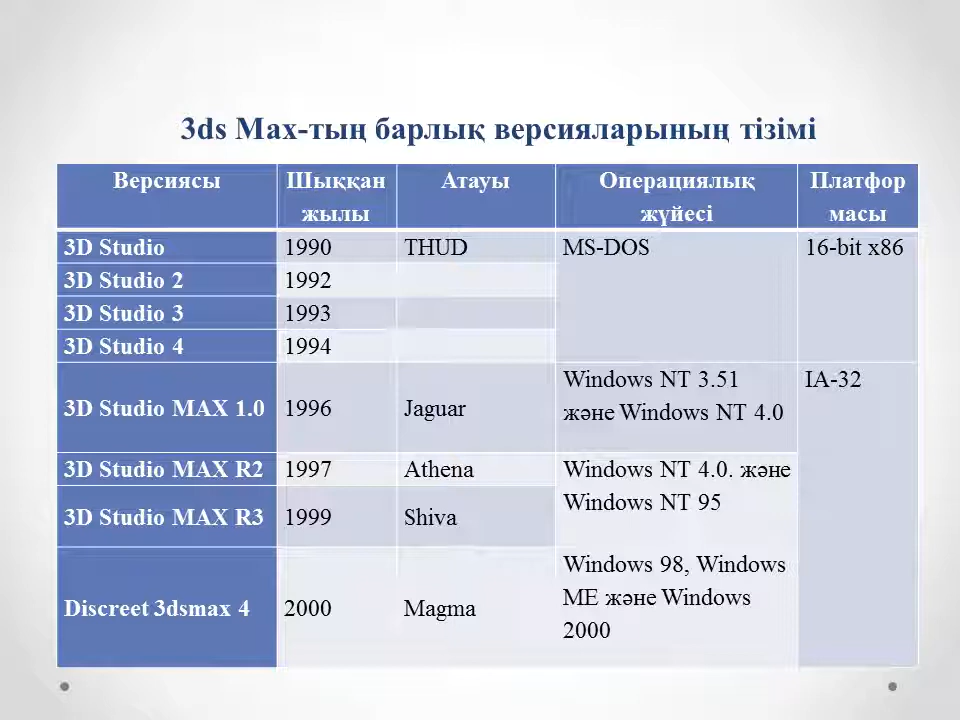 3ds Max-тың барлық версияларының тізімі
Версиясы Шыққан жылы Атауы Операциялық жүйесі Платфор масы
3D Studio 1990 THUD MS-DOS 16-bit x86
3D Studio 2 1992
3D Studio 3 1993
3D Studio 4 1994
3D Studio MAX 1.0 1996 Jaguar Windows NT 3.51 және Windows NT 4.0 IA-32
3D Studio MAX R2 1997 Athena Windows NT 4.0. және Windows NT 95
3D Studio MAX R3 1999 Shiva
Discreet 3dsmax 4 2000 Magma Windows 98, Windows ME және Windows 2000